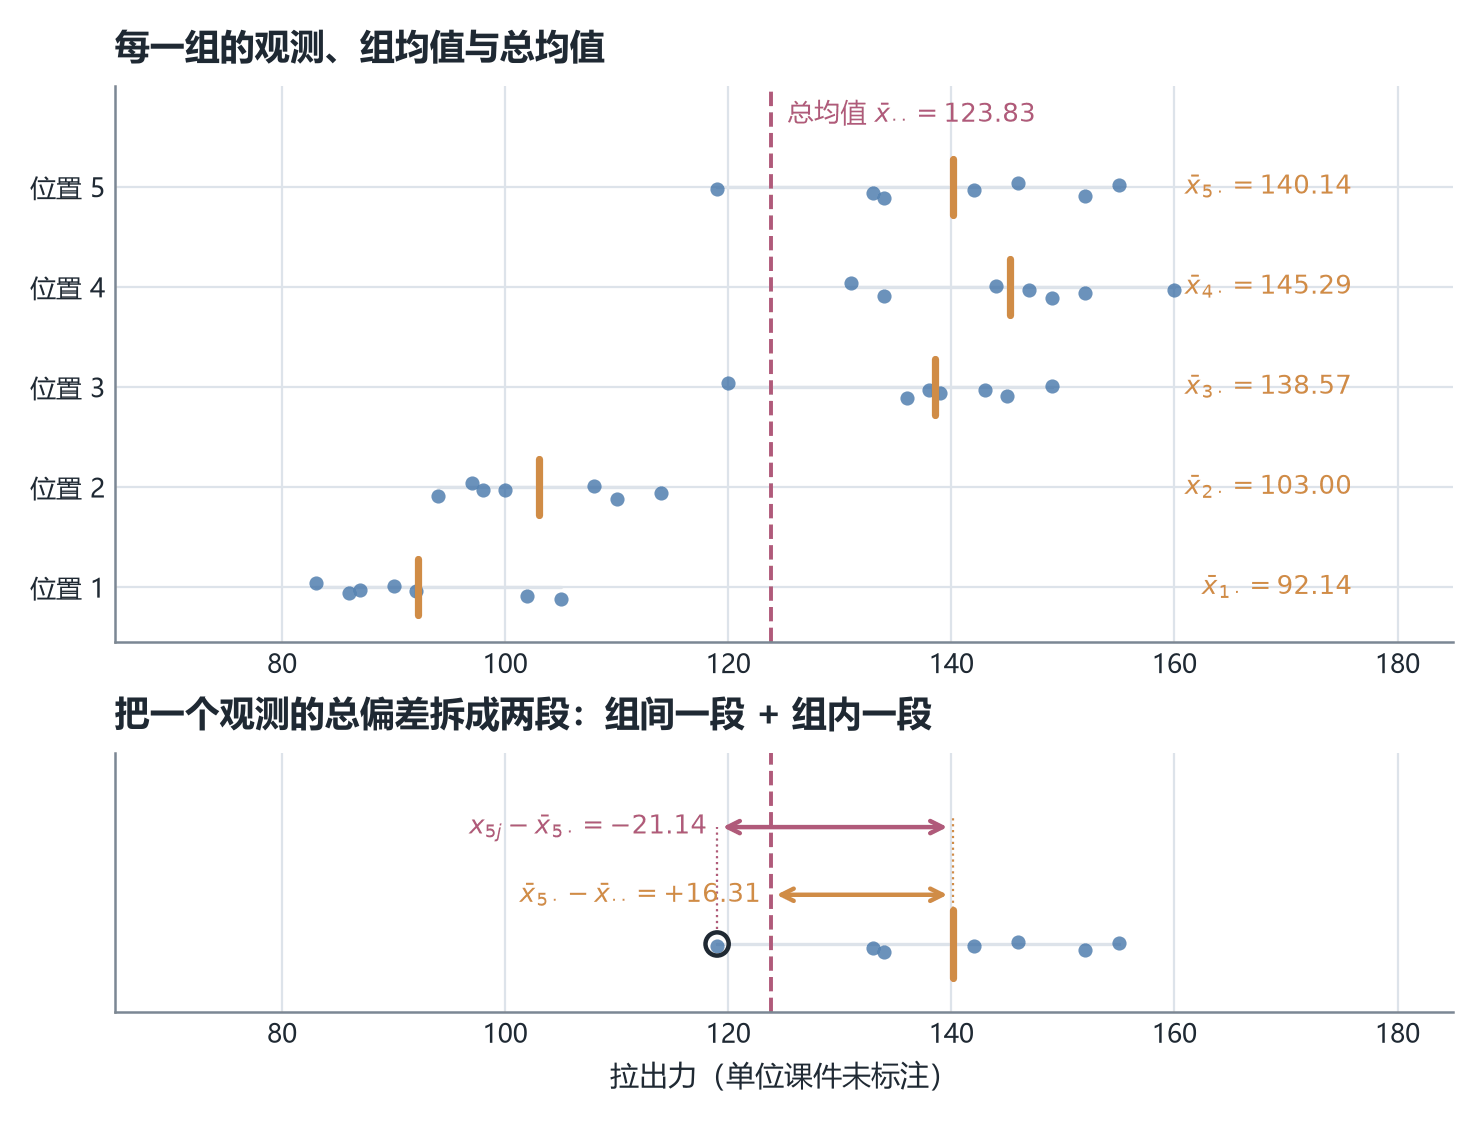 每一组的观测、组均值与总均值
总均值 x̄.. = 123.83
位置 5
x̄5. = 140.14
位置 4
x̄4. = 145.29
位置 3
x̄3. = 138.57
位置 2
x̄2. = 103.00
位置 1
x̄1. = 92.14
80 100 120 140 160 180
把一个观测的总偏差拆成两段：组间一段 + 组内一段
x5j − x̄5. = −21.14
x̄5. − x̄.. = +16.31
80 100 120 140 160 180
拉出力（单位课件未标注）